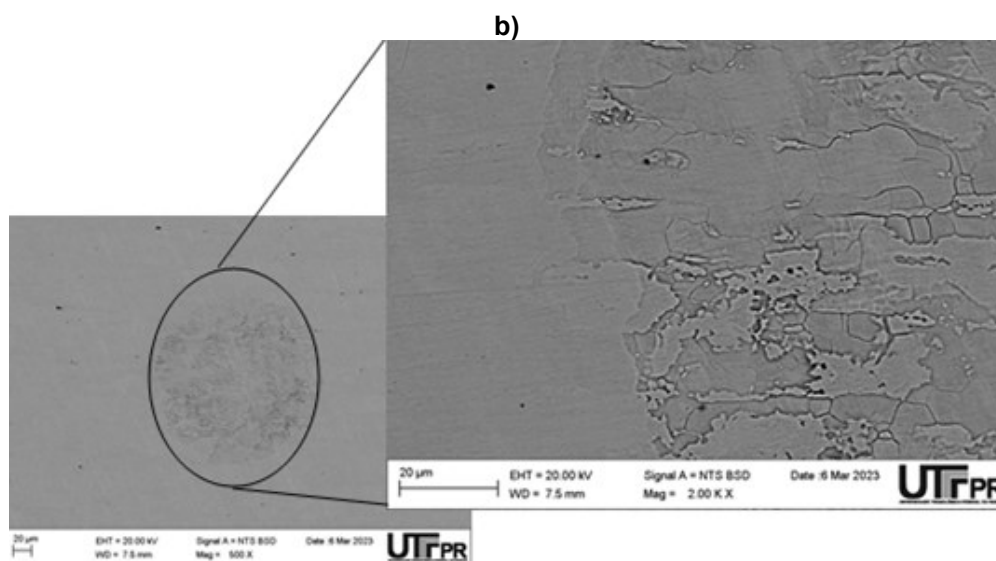 b)
20 µm
EHT = 20.00 kV
WD = 7.5 mm
Signal A = NTS BSD
Mag = 2.00 K X
Date :6 Mar 2023
UTFPR
20 µm
EHT = 20.00 kV
WD = 7.5 mm
Signal A = NTS BSD
Mag = 500 X
Date :6 Mar 2023
UTFPR